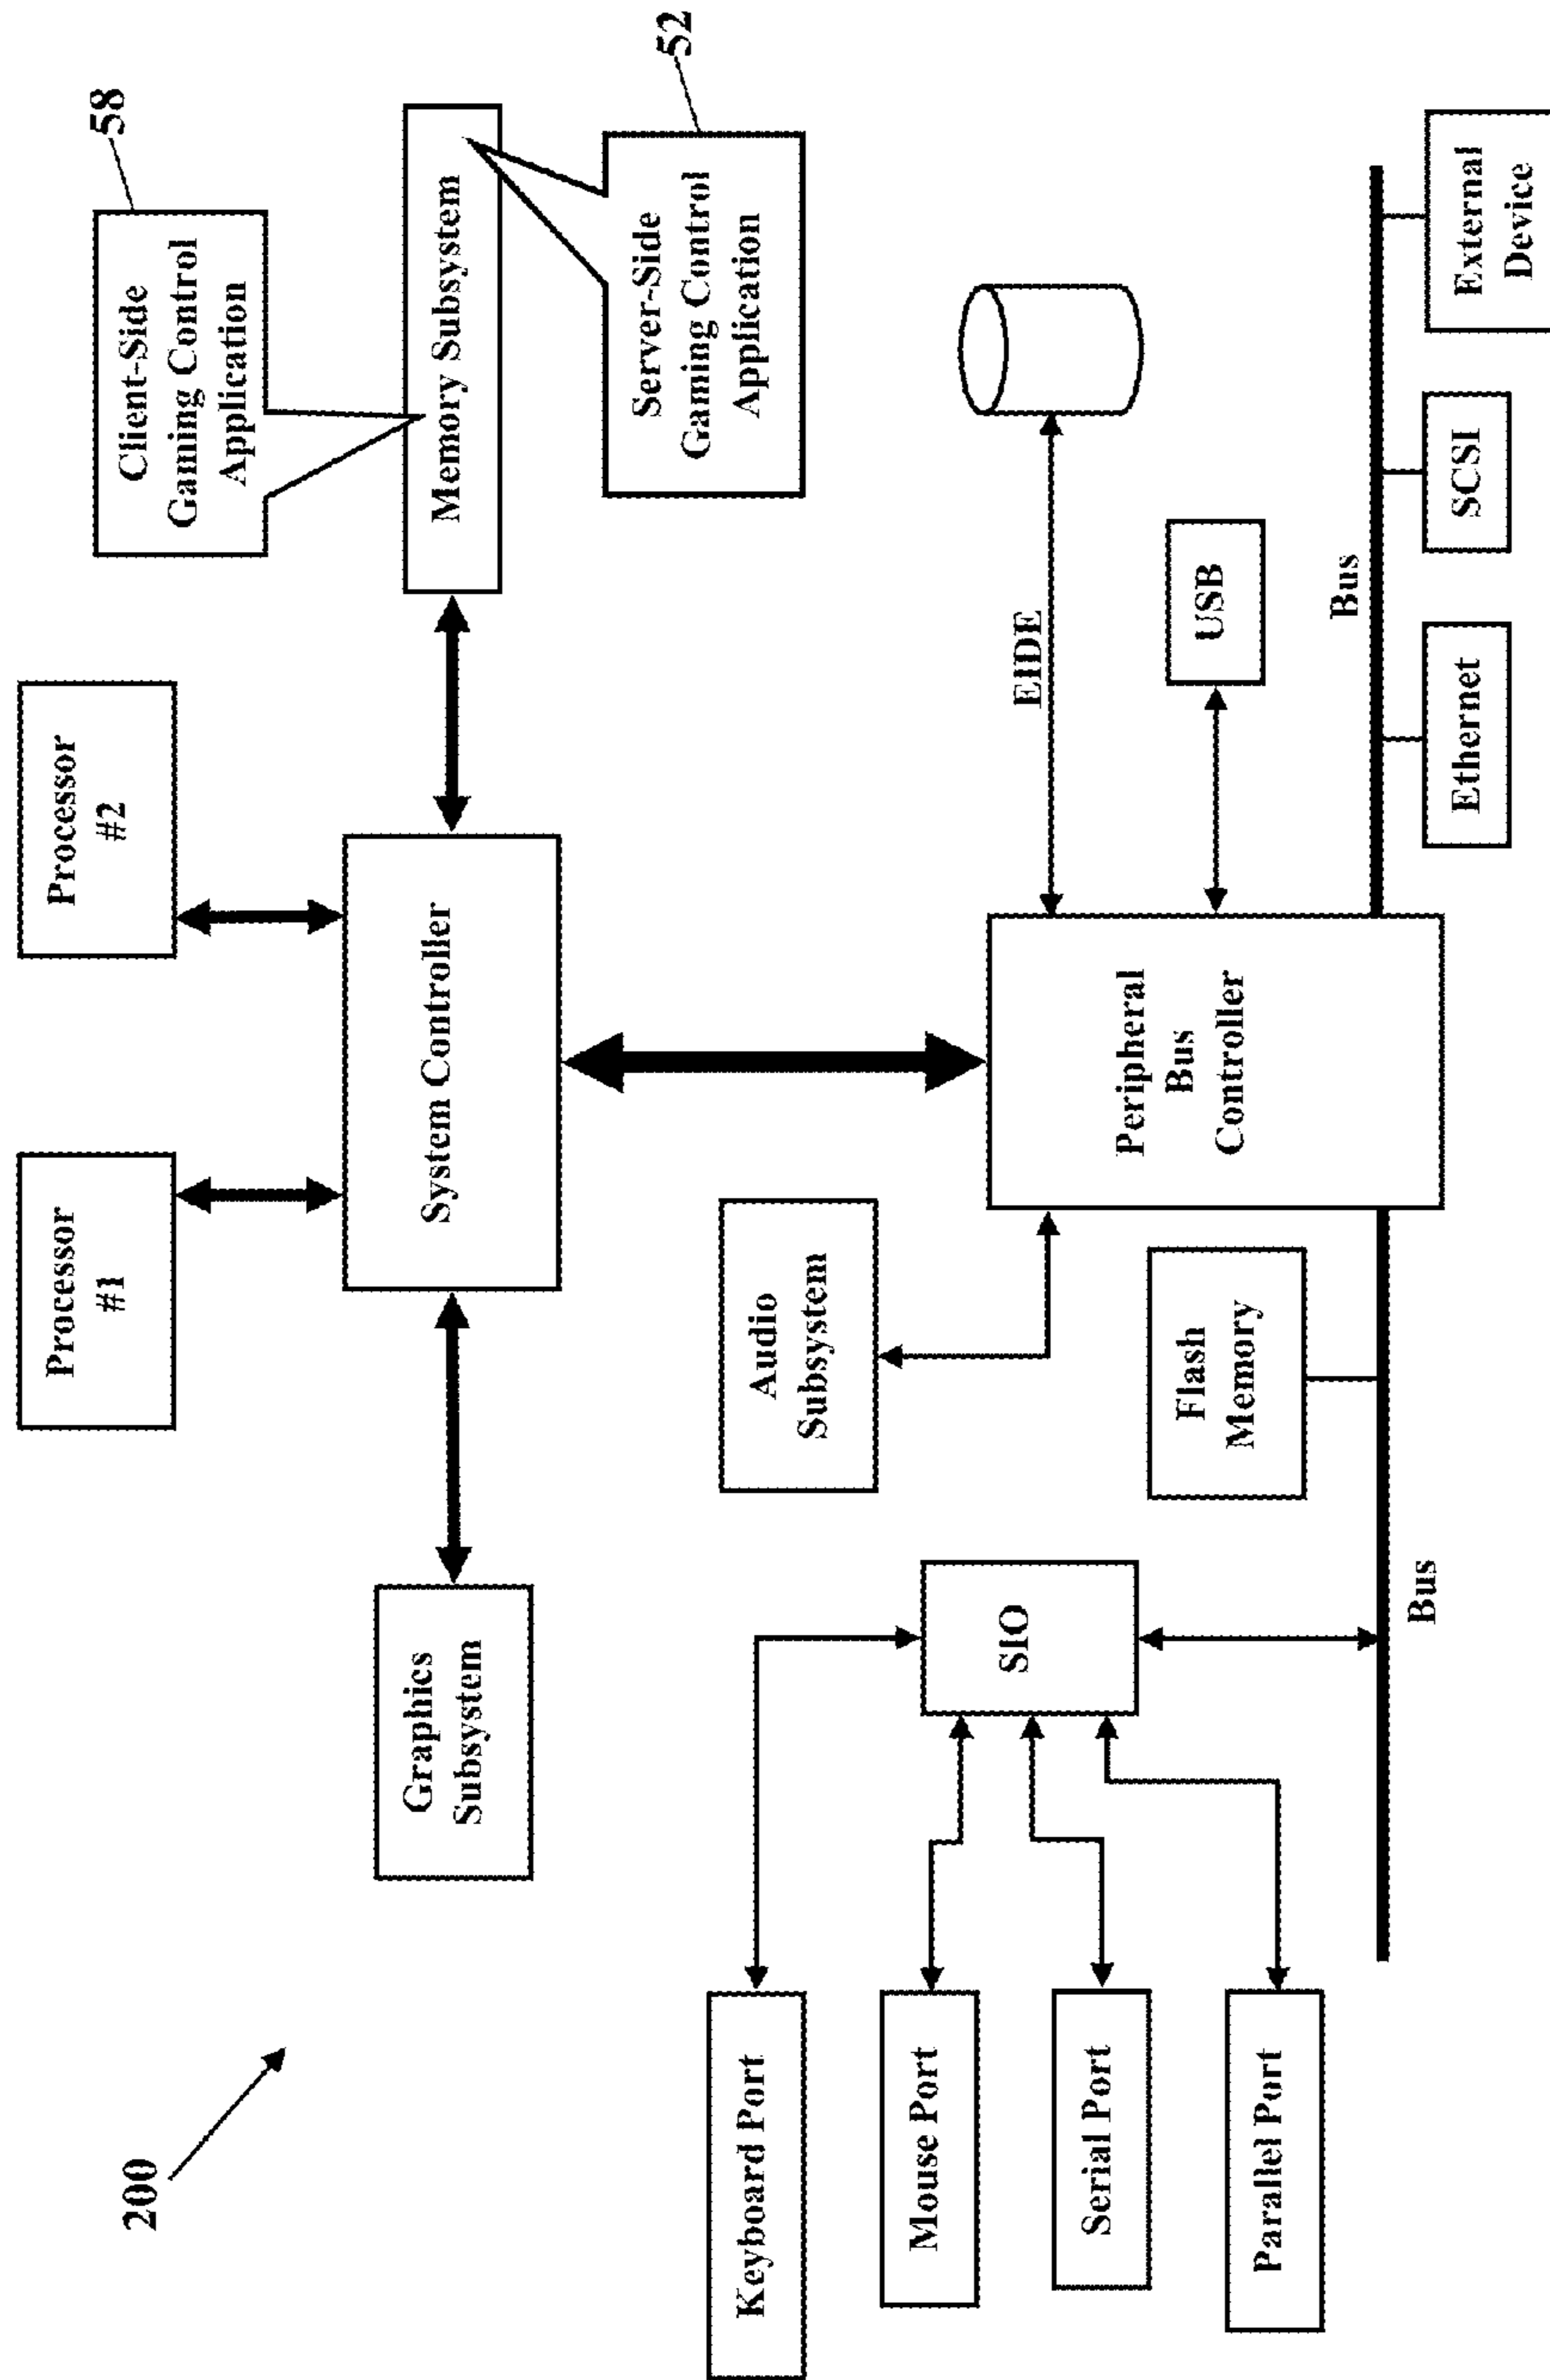 200
58
Client-Side
Gaming Control
Application
Processor
#1
Processor
#2
Graphics
Subsystem
System Controller
Memory Subsystem
52
Server-Side
Gaming Control
Application
Keyboard Port
Mouse Port
Serial Port
Parallel Port
SIO
Audio
Subsystem
Flash
Memory
Peripheral
Bus
Controller
EIDE
USB
Bus
Bus
Ethernet
SCSI
External
Device